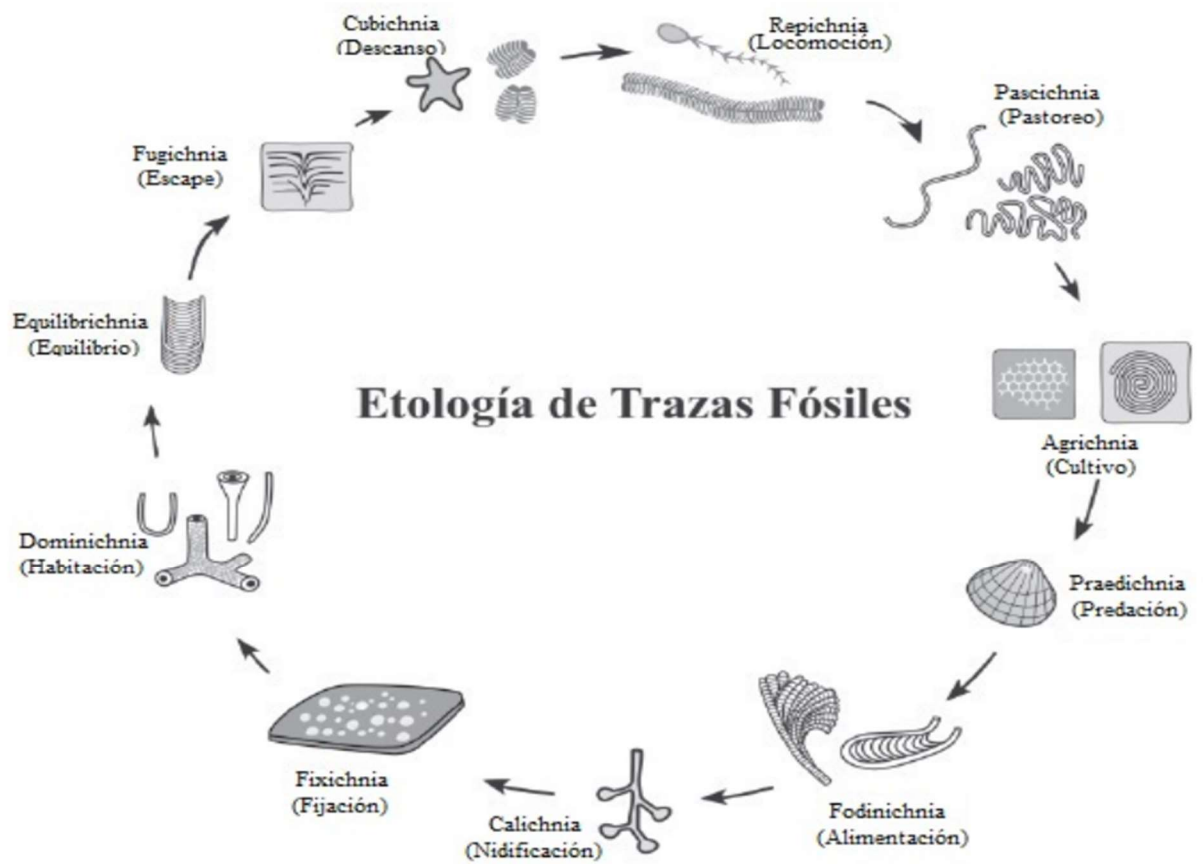 Cubichnia
(Descanso)
Repichnia
(Locomoción)
Pascichnia
(Pastoreo)
Agrichnia
(Cultivo)
Praedichnia
(Predación)
Fodinichnia
(Alimentación)
Calichnia
(Nidificación)
Fixichnia
(Fijación)
Dominichnia
(Habitación)
Equilibrichnia
(Equilibrio)
Fugichnia
(Escape)
Etología de Trazas Fósiles